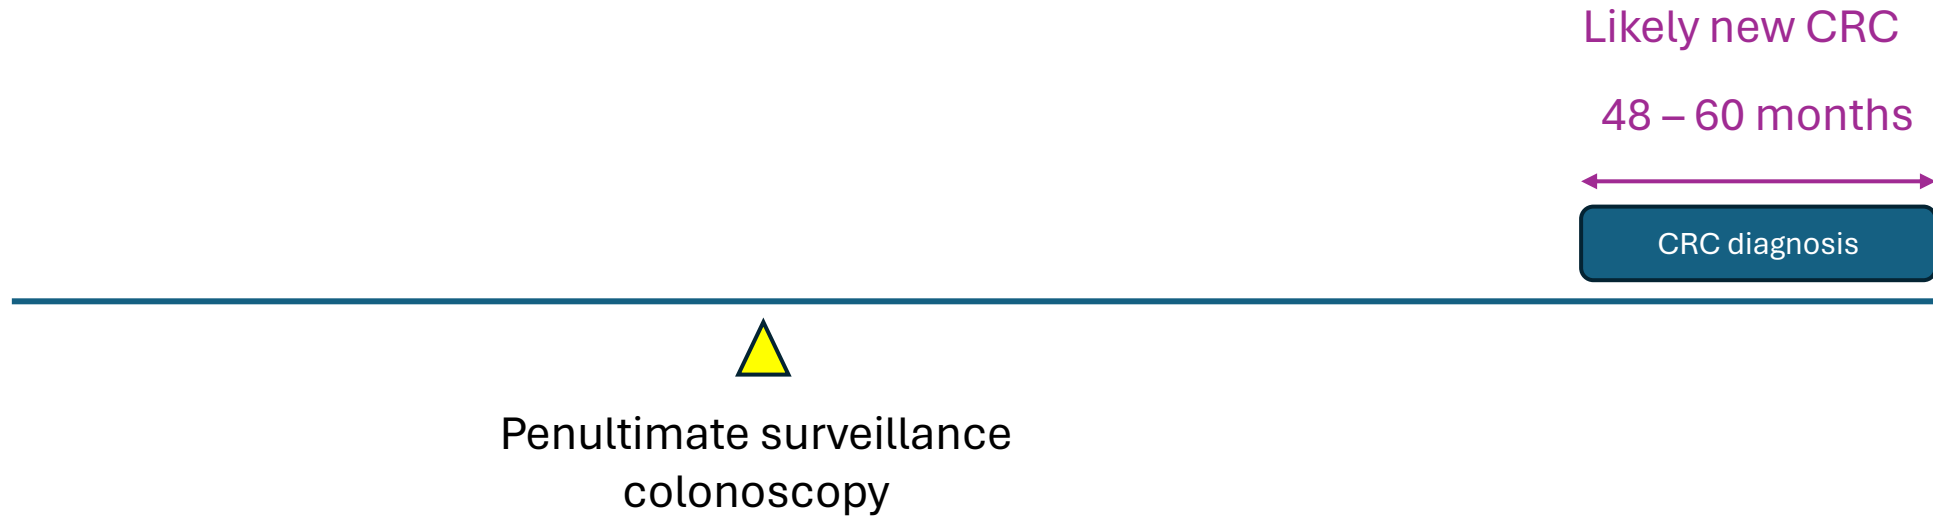 Likely new CRC
48 – 60 months
CRC diagnosis
Penultimate surveillance
colonoscopy